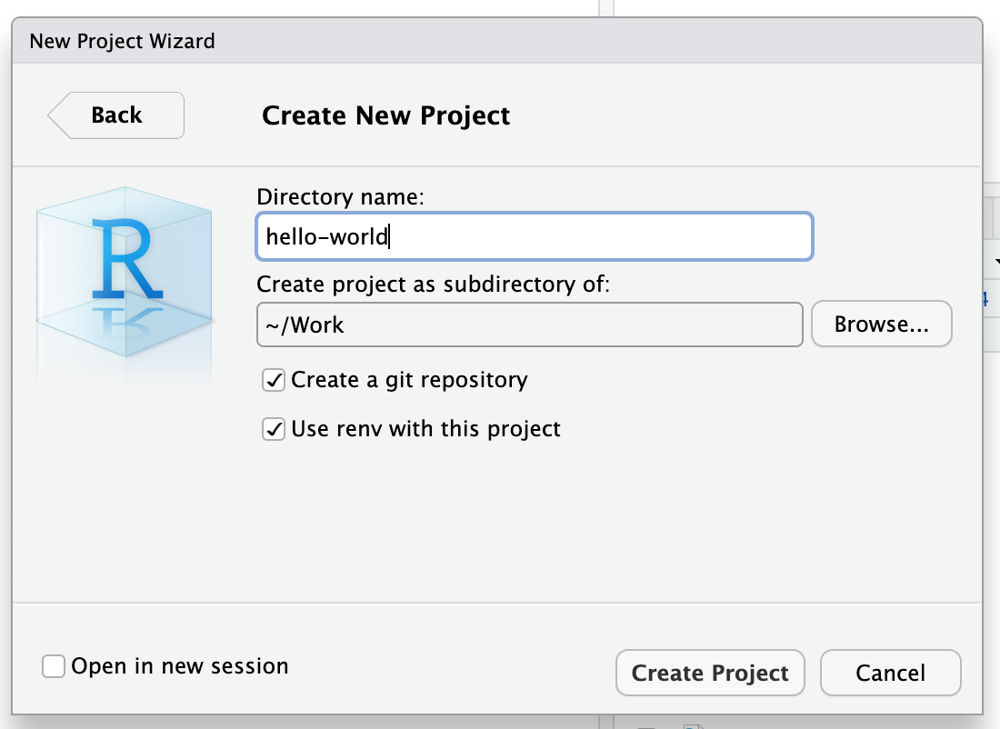 New Project Wizard
Back
Create New Project
R
Directory name:
hello-world
Create project as subdirectory of:
~/Work
Browse...
Create a git repository
Use renv with this project
Open in new session
Create Project
Cancel
4